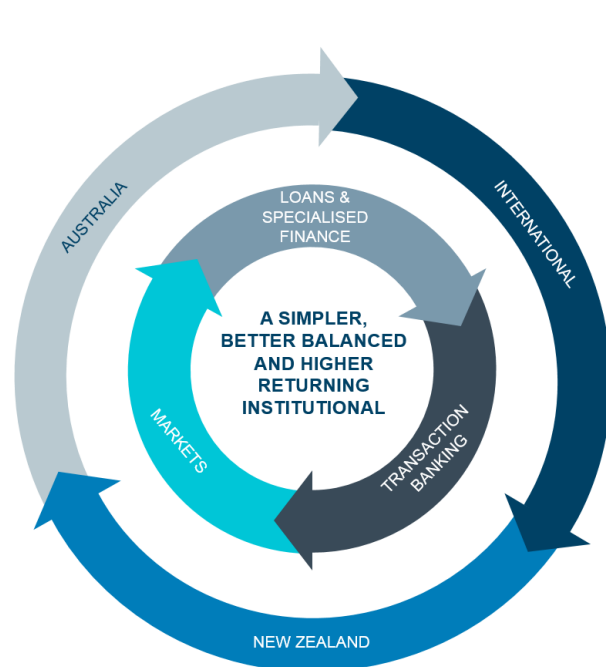 LOANS &
SPECIALISED
FINANCE
AUSTRALIA
INTERNATIONAL
A SIMPLER,
BETTER BALANCED
AND HIGHER
RETURNING
INSTITUTIONAL
MARKETS
TRANSACTION
BANKING
NEW ZEALAND